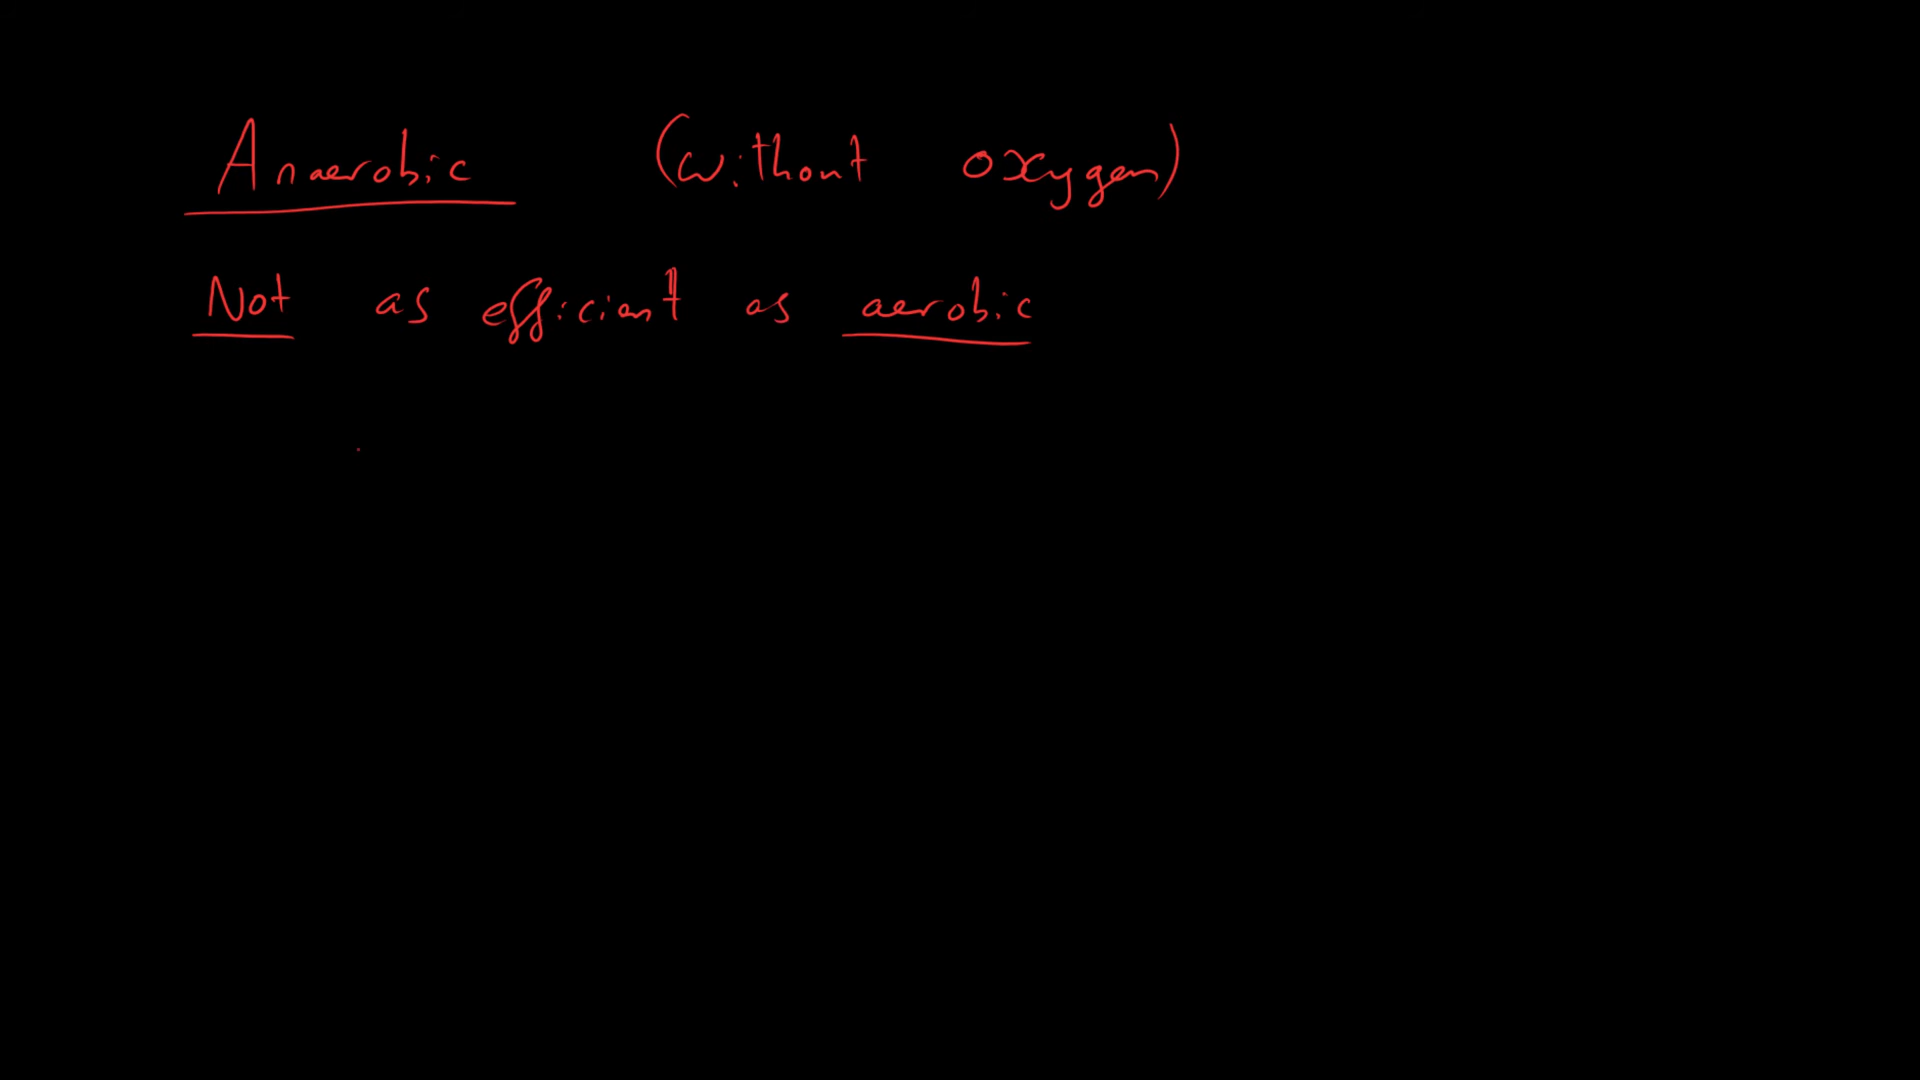 Anaerobic (without oxygen)
Not as efficient as aerobic